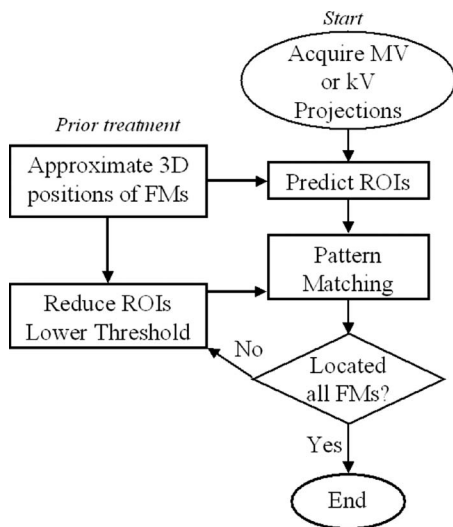 Start
Acquire MV
or kV
Projections
Prior treatment
Approximate 3D
positions of FMs
Predict ROIs
Pattern
Matching
Reduce ROIs
Lower Threshold
No
Located
all FMs?
Yes
End